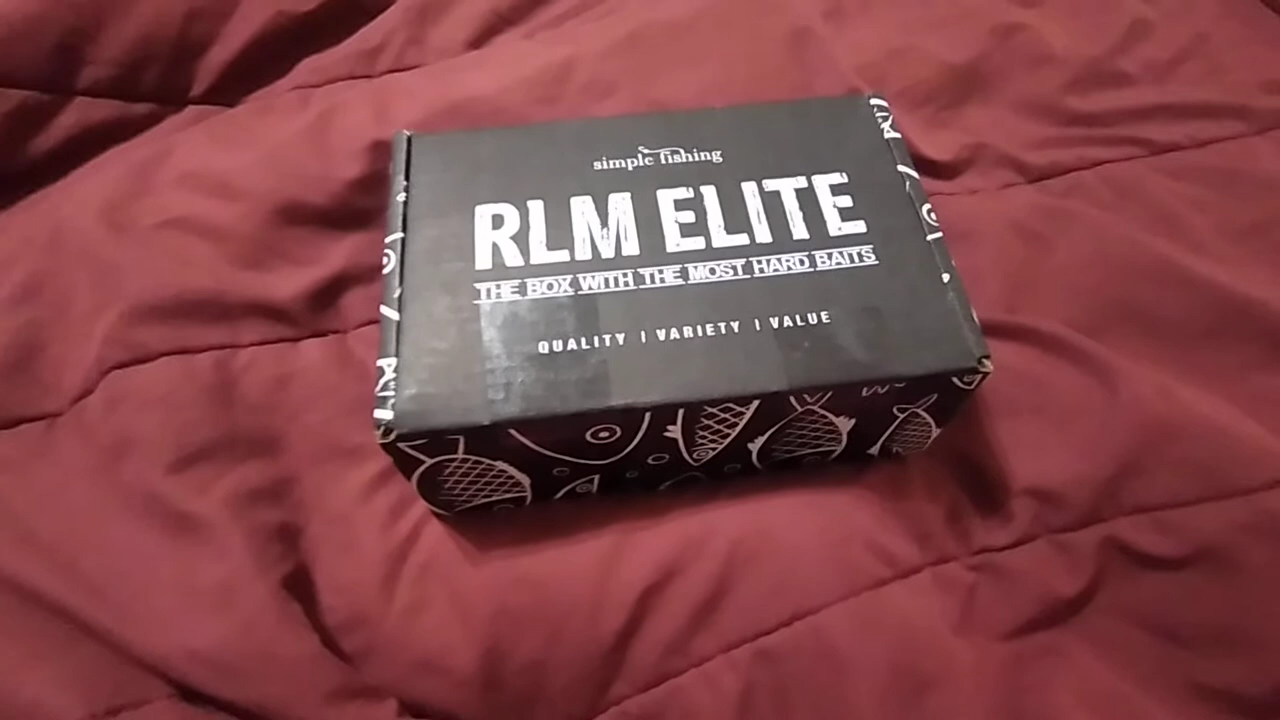 simple fishing
RLM ELITE
THE BOX WITH THE MOST HARD BAITS
QUALITY | VARIETY | VALUE